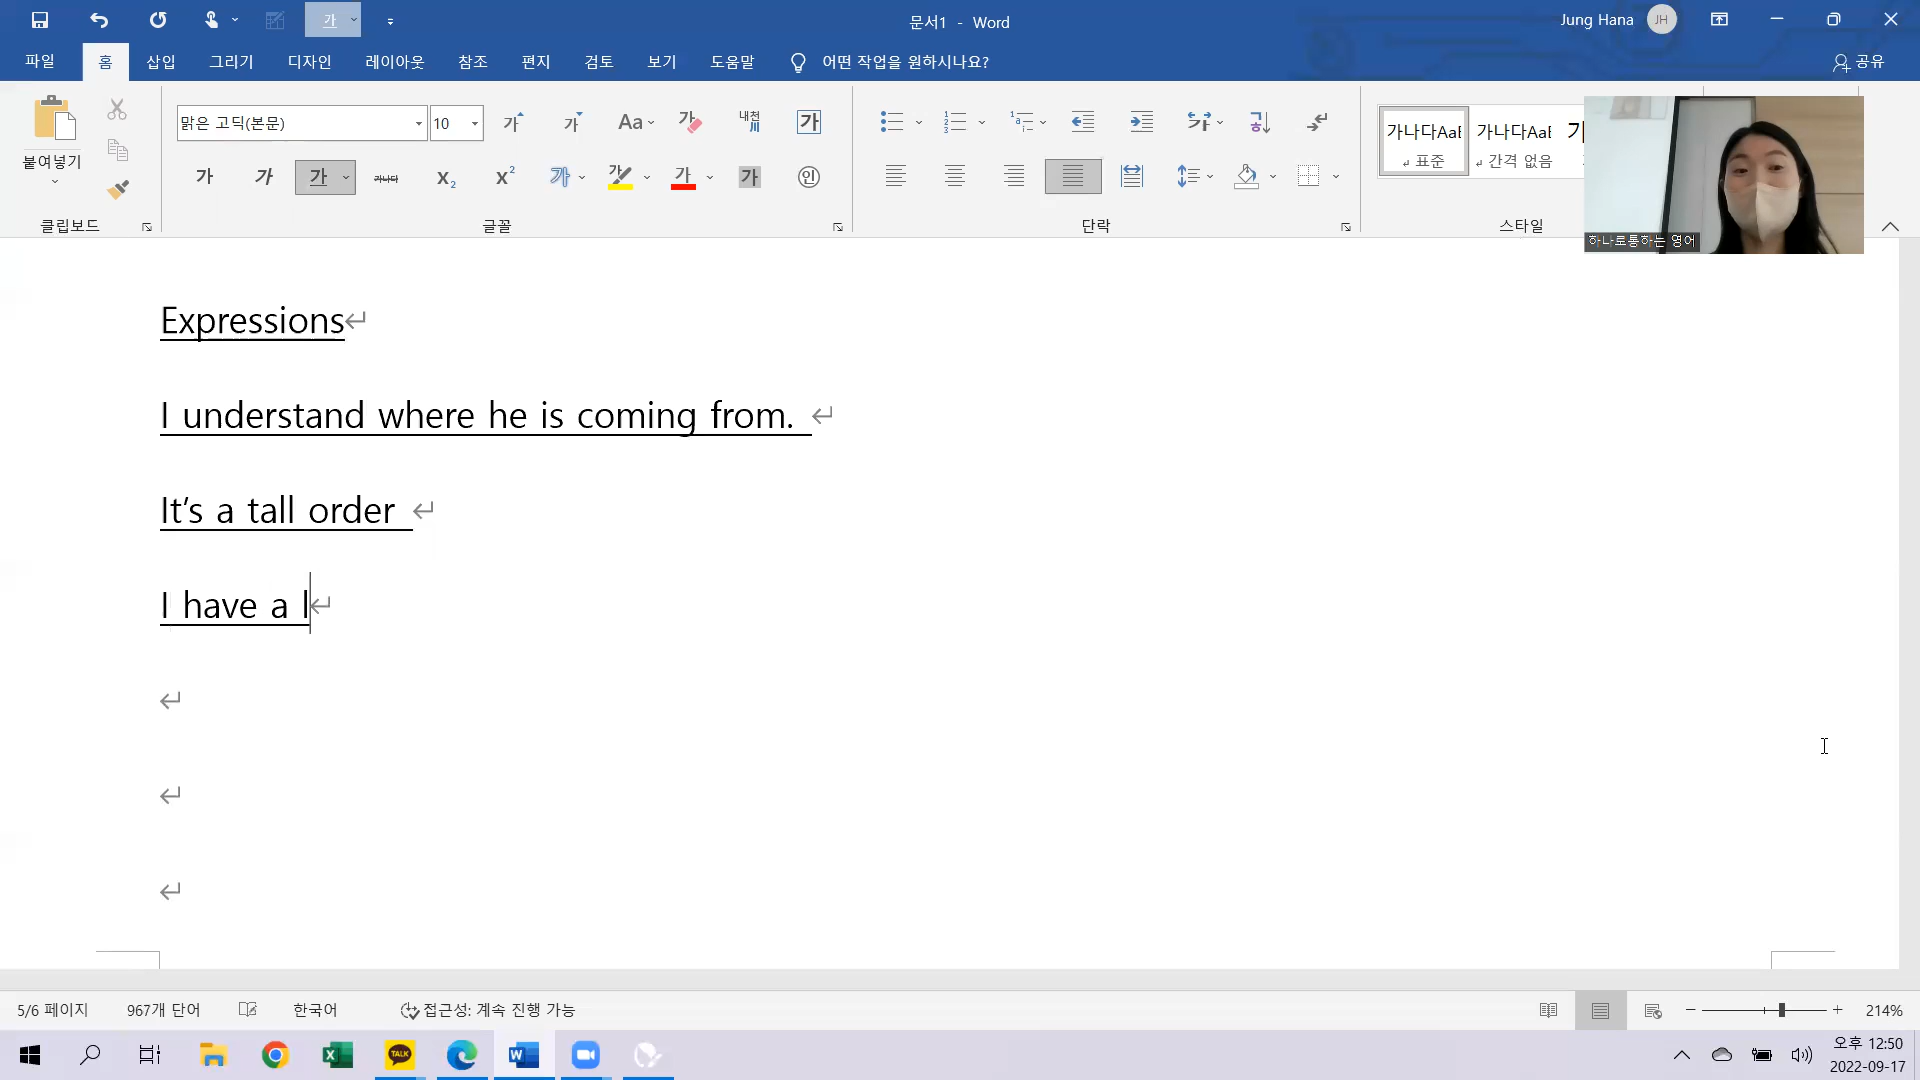 문서1 - Word
Jung Hana
JH
파일 홈 삽입 그리기 디자인 레이아웃 참조 편지 검토 보기 도움말 어떤 작업을 원하시나요? 공유
맑은 고딕(본문) 10
가나다AaB 가나다AaB
붙여넣기
표준 간격 없음
클립보드 글꼴 단락 스타일
하나로통하는 영어
Expressions
I understand where he is coming from.
It's a tall order
I have a l
5/6 페이지 967개 단어 한국어 접근성: 계속 진행 가능 214%
TALK
오후 12:50
2022-09-17